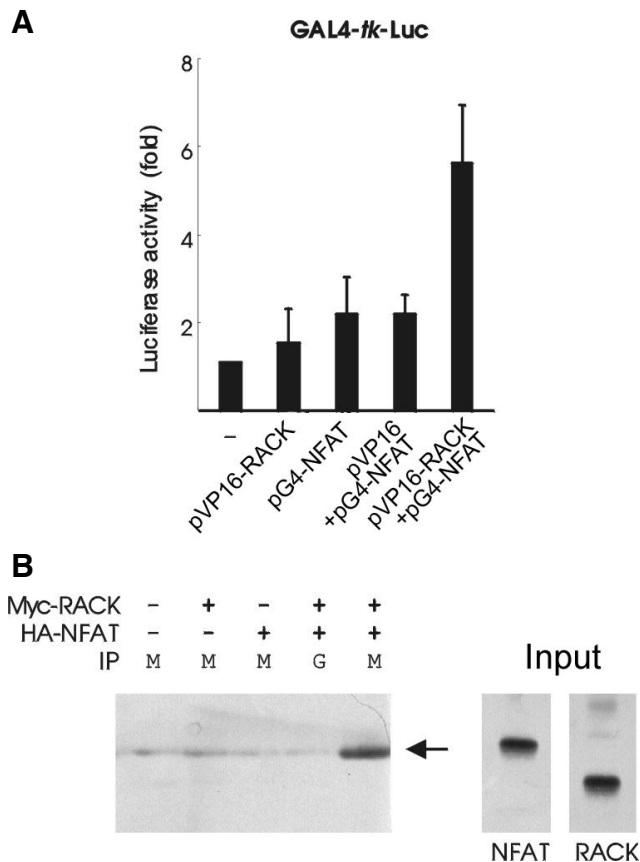 A
GAL4-tk-Luc
Luciferase activity (fold)
8
6
4
2
–
pVP16-RACK
pG4-NFAT
pVP16
+pG4-NFAT
pVP16-RACK
+pG4-NFAT
B
Myc-RACK – + – + +
HA-NFAT – – + + +
IP M M M G M
Input
NFAT RACK